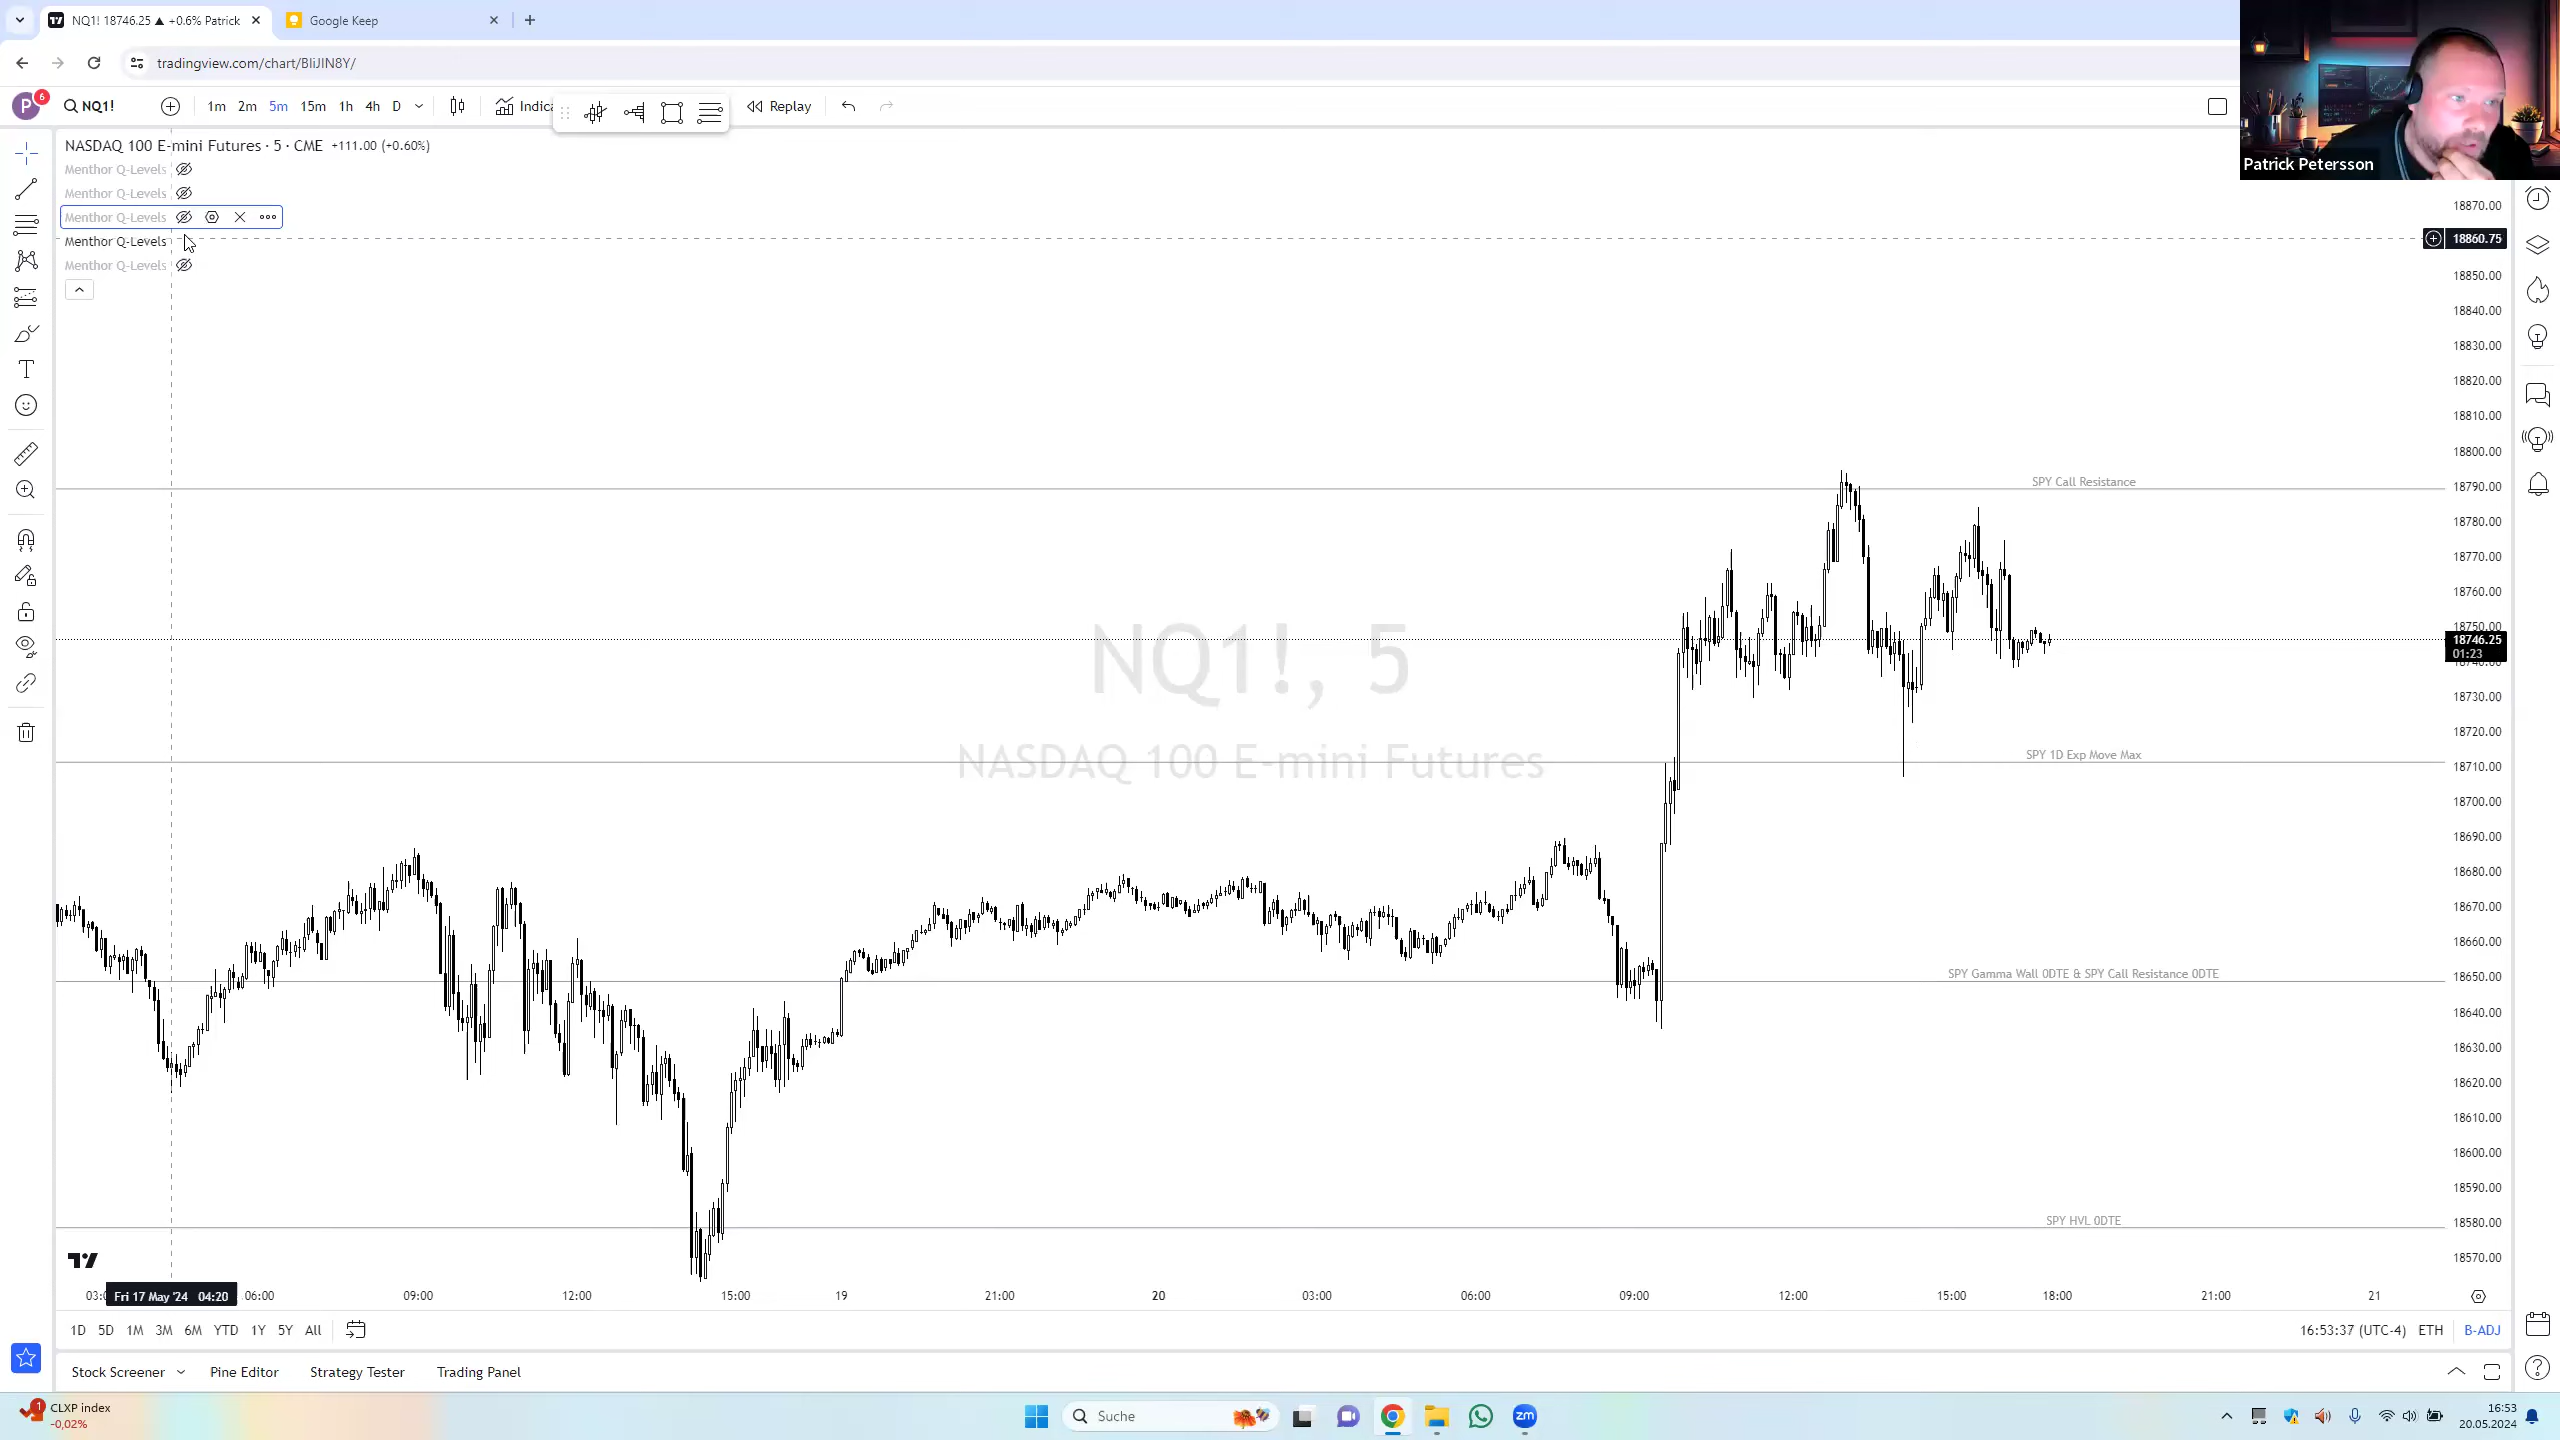 NQ1! 18746.25 ▲ +0.6% Patrick
Google Keep
tradingview.com/chart/BIiJIN8Y/
P 6
NQ1!
1m 2m 5m 15m 1h 4h D
Indica
Replay
Patrick Petersson
NASDAQ 100 E-mini Futures · 5 · CME +111.00 (+0.60%)
Menthor Q-Levels
Menthor Q-Levels
Menthor Q-Levels
Menthor Q-Levels
Menthor Q-Levels
18870.00
18860.75
18850.00
18840.00
18830.00
18820.00
18810.00
18800.00
SPY Call Resistance
18790.00
18780.00
18770.00
18760.00
18750.00
18746.25
01:23
18740.00
NQ1!, 5
NASDAQ 100 E-mini Futures
18730.00
18720.00
SPY 1D Exp Move Max
18710.00
18700.00
18690.00
18680.00
18670.00
18660.00
SPY Gamma Wall 0DTE & SPY Call Resistance 0DTE
18650.00
18640.00
18630.00
18620.00
18610.00
18600.00
18590.00
SPY HVL 0DTE
18580.00
18570.00
03:0 Fri 17 May '24 04:20 06:00 09:00 12:00 15:00 19 21:00 20 03:00 06:00 09:00 12:00 15:00 18:00 21:00 21
1D 5D 1M 3M 6M YTD 1Y 5Y All
16:53:37 (UTC-4) ETH B-ADJ
Stock Screener Pine Editor Strategy Tester Trading Panel
1
CLXP index
-0,02%
Suche
zm
16:53
20.05.2024